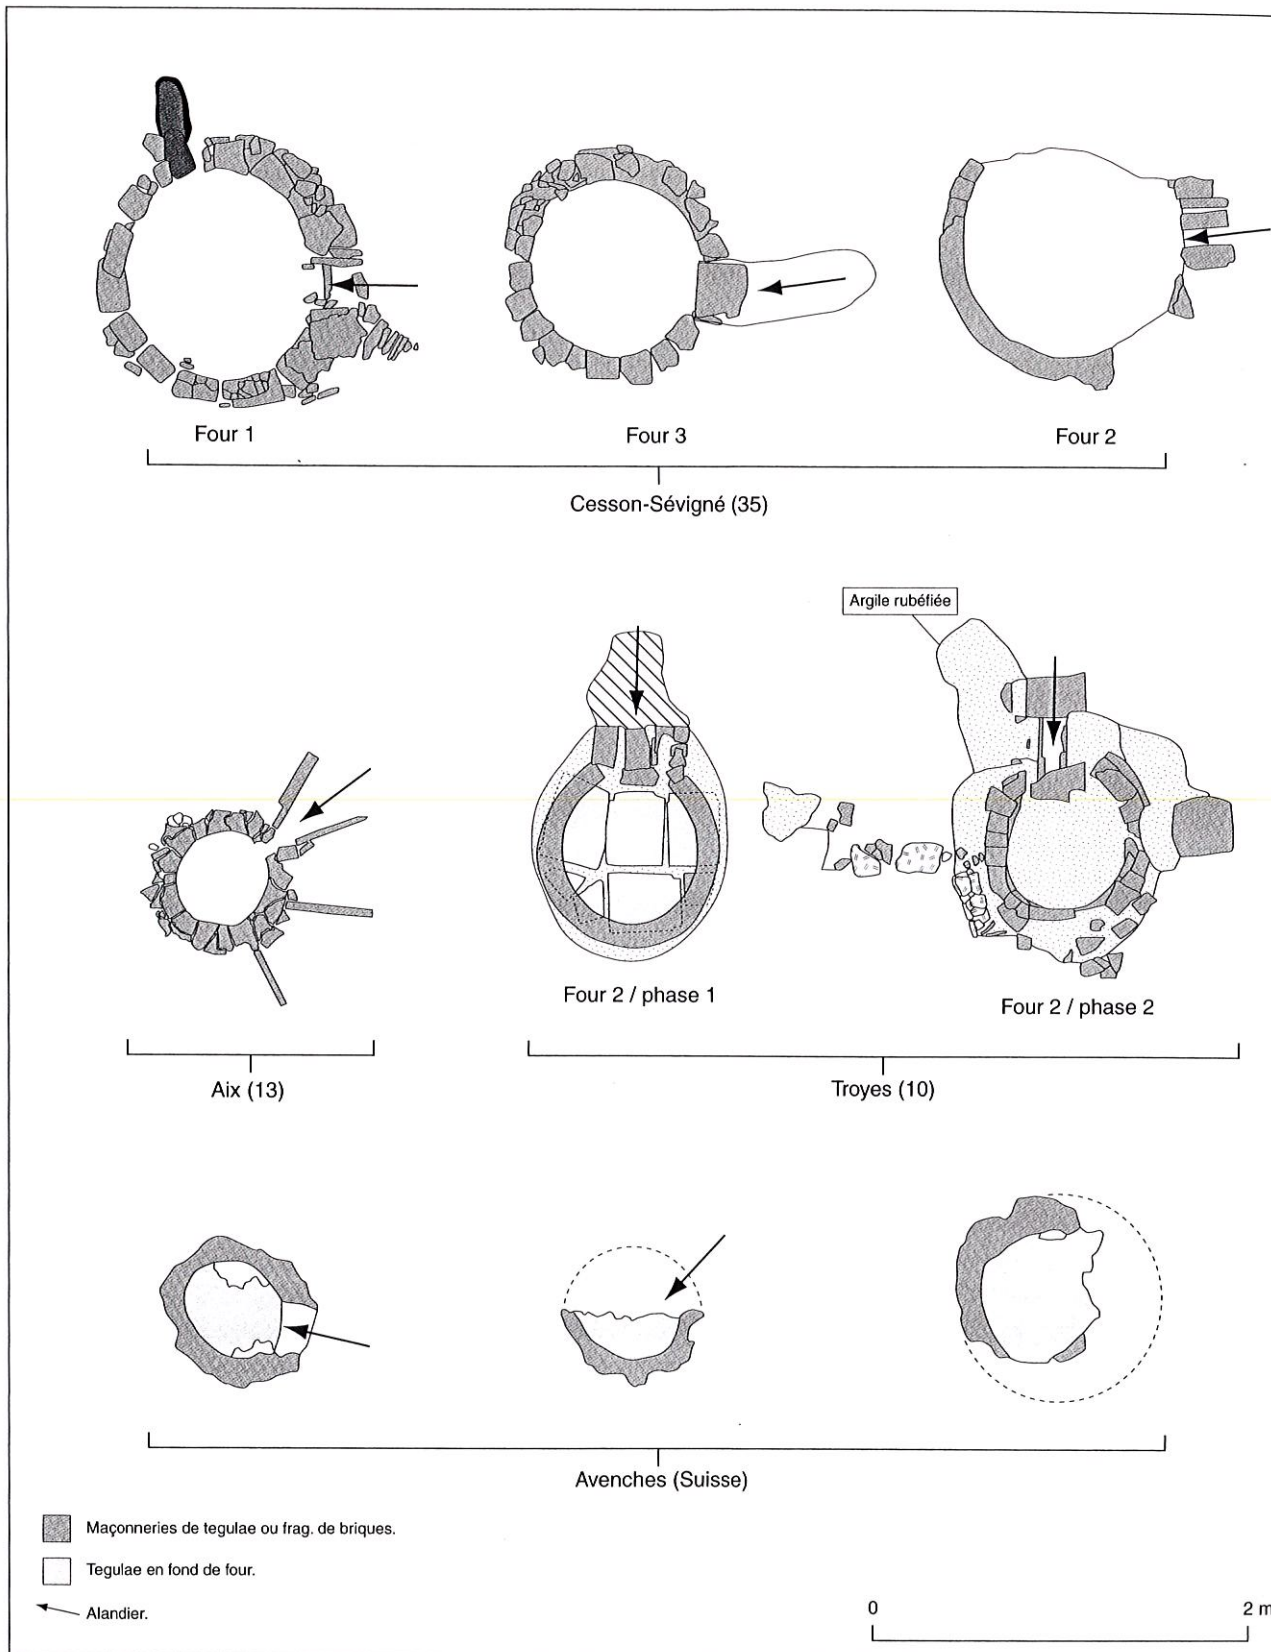 Four 1
Four 3
Four 2
Cesson-Sévigné (35)
Argile rubéfiée
Four 2 / phase 1
Four 2 / phase 2
Aix (13)
Troyes (10)
Avenches (Suisse)
Maçonneries de tegulae ou frag. de briques.
Tegulae en fond de four.
Alandier.
0 2 m